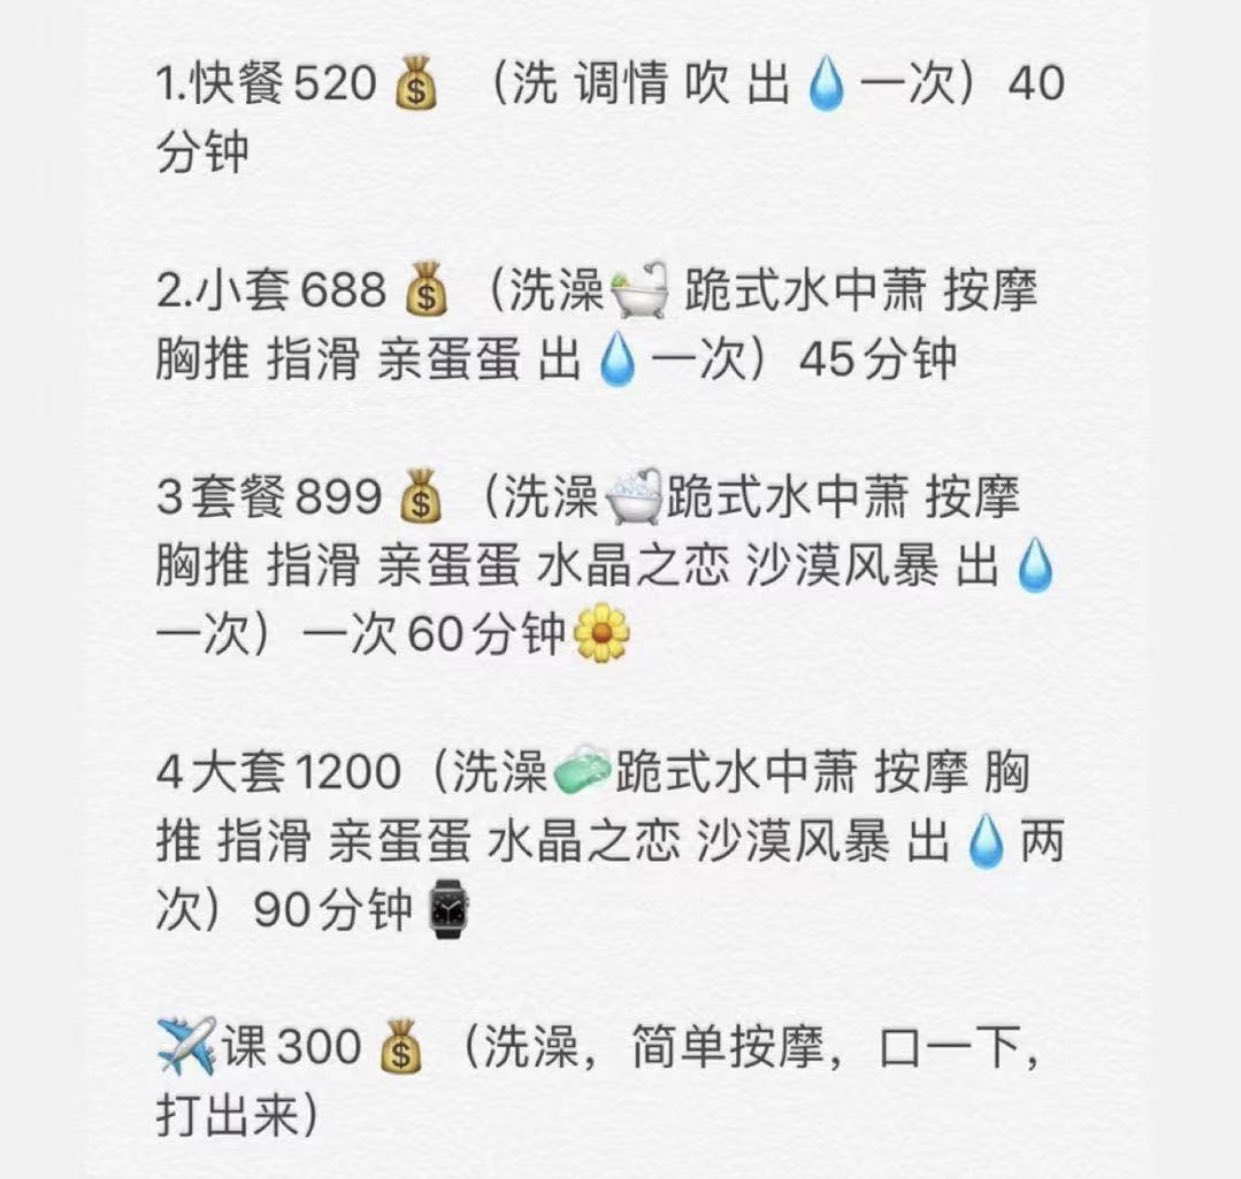 1.快餐520💰（洗 调情 吹 出💧一次）40
分钟
2.小套688💰（洗澡🛀 跪式水中萧 按摩
胸推 指滑 亲蛋蛋 出💧一次）45分钟
3套餐899💰（洗澡🛁跪式水中萧 按摩
胸推 指滑 亲蛋蛋 水晶之恋 沙漠风暴 出💧
一次）一次60分钟🌼
4大套1200（洗澡🧼跪式水中萧 按摩 胸
推 指滑 亲蛋蛋 水晶之恋 沙漠风暴 出💧两
次）90分钟⌚
✈️课300💰（洗澡，简单按摩，口一下，
打出来）